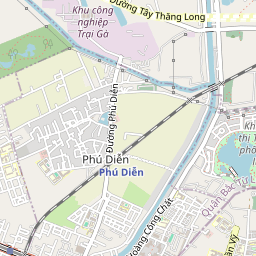 Đường Tây Thăng Long
Khu công
nghiệp
Trại Gà
Đường Phú Diễn
Phú Diễn
Phú Diễn
Hoàng Công Chất
Quận Bắc Từ L
Văn